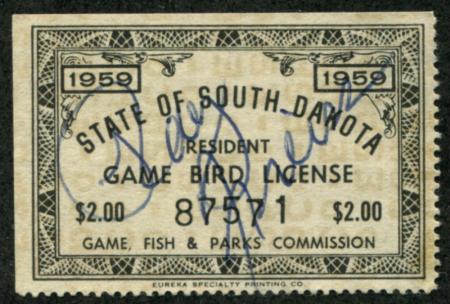 1959 1959
STATE OF SOUTH DAKOTA
RESIDENT
GAME BIRD LICENSE
$2.00 87571 $2.00
GAME, FISH & PARKS COMMISSION
EUREKA SPECIALTY PRINTING CO.